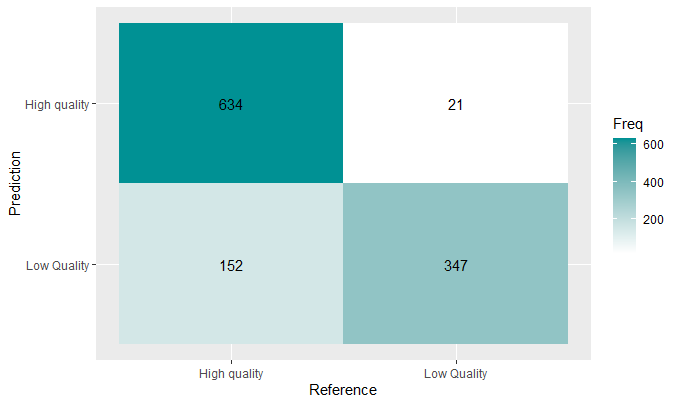 High quality
634
21
Prediction
Low Quality
152
347
High quality
Low Quality
Reference
Freq
600
400
200